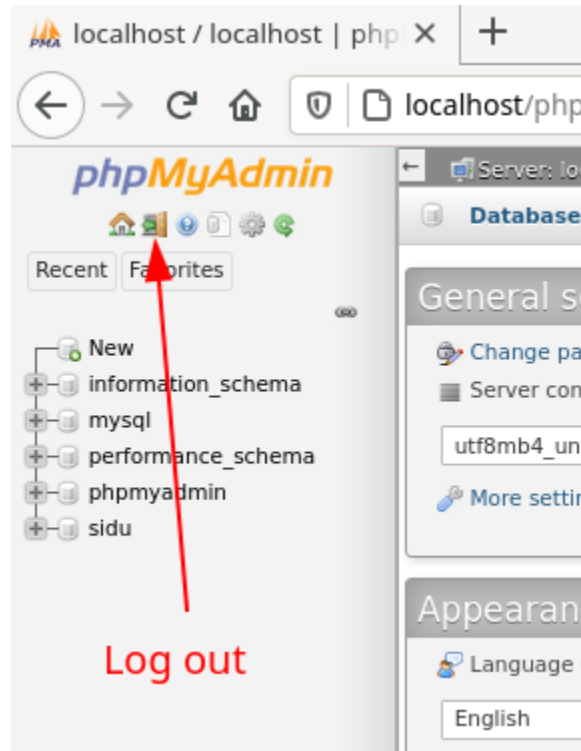 localhost / localhost | php
localhost/php
phpMyAdmin
Server: lo
Database
Recent
Favorites
General s
Change pa
Server con
utf8mb4_un
More settin
New
information_schema
mysql
performance_schema
phpmyadmin
sidu
Appearan
Language
English
Log out